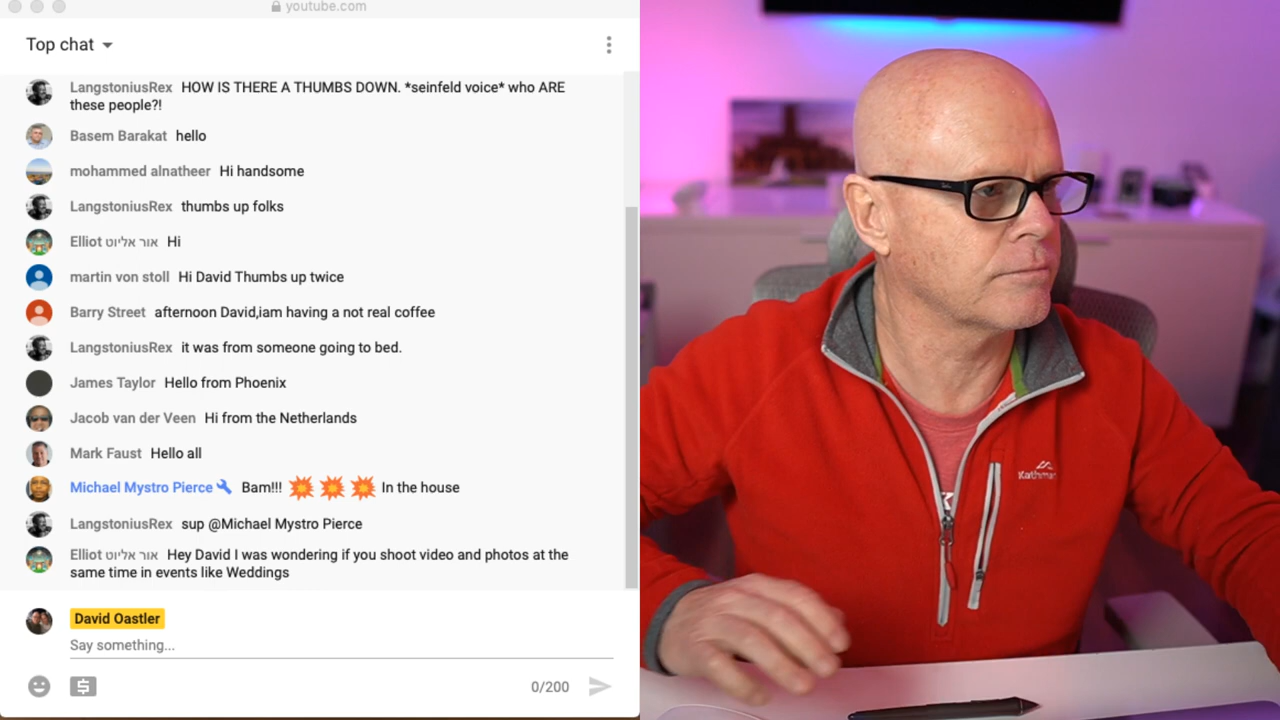 youtube.com
Top chat
LangstoniusRex HOW IS THERE A THUMBS DOWN. *seinfeld voice* who ARE
these people?!
Basem Barakat hello
mohammed alnatheer Hi handsome
LangstoniusRex thumbs up folks
Elliot אור אליוט Hi
martin von stoll Hi David Thumbs up twice
Barry Street afternoon David,iam having a not real coffee
LangstoniusRex it was from someone going to bed.
James Taylor Hello from Phoenix
Jacob van der Veen Hi from the Netherlands
Mark Faust Hello all
Michael Mystro Pierce Bam!!! 💥 💥 💥 In the house
LangstoniusRex sup @Michael Mystro Pierce
Elliot אור אליוט Hey David I was wondering if you shoot video and photos at the
same time in events like Weddings
David Oastler
Say something...
0/200
Kathmandu